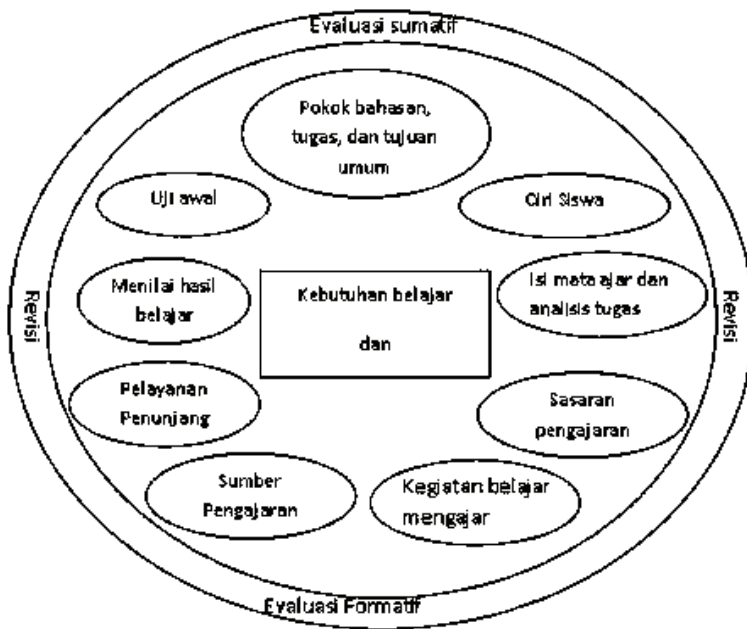 Evaluasi sumatif
Pokok bahasan,
tugas, dan tujuan
umum
Uji awal
Ciri Siswa
Menilai hasil
belajar
Kebutuhan belajar
dan
Isi mata ajar dan
analisis tugas
Revisi
Revisi
Pelayanan
Penunjang
Sasaran
pengajaran
Sumber
Pengajaran
Kegiatan belajar
mengajar
Evaluasi Formatif